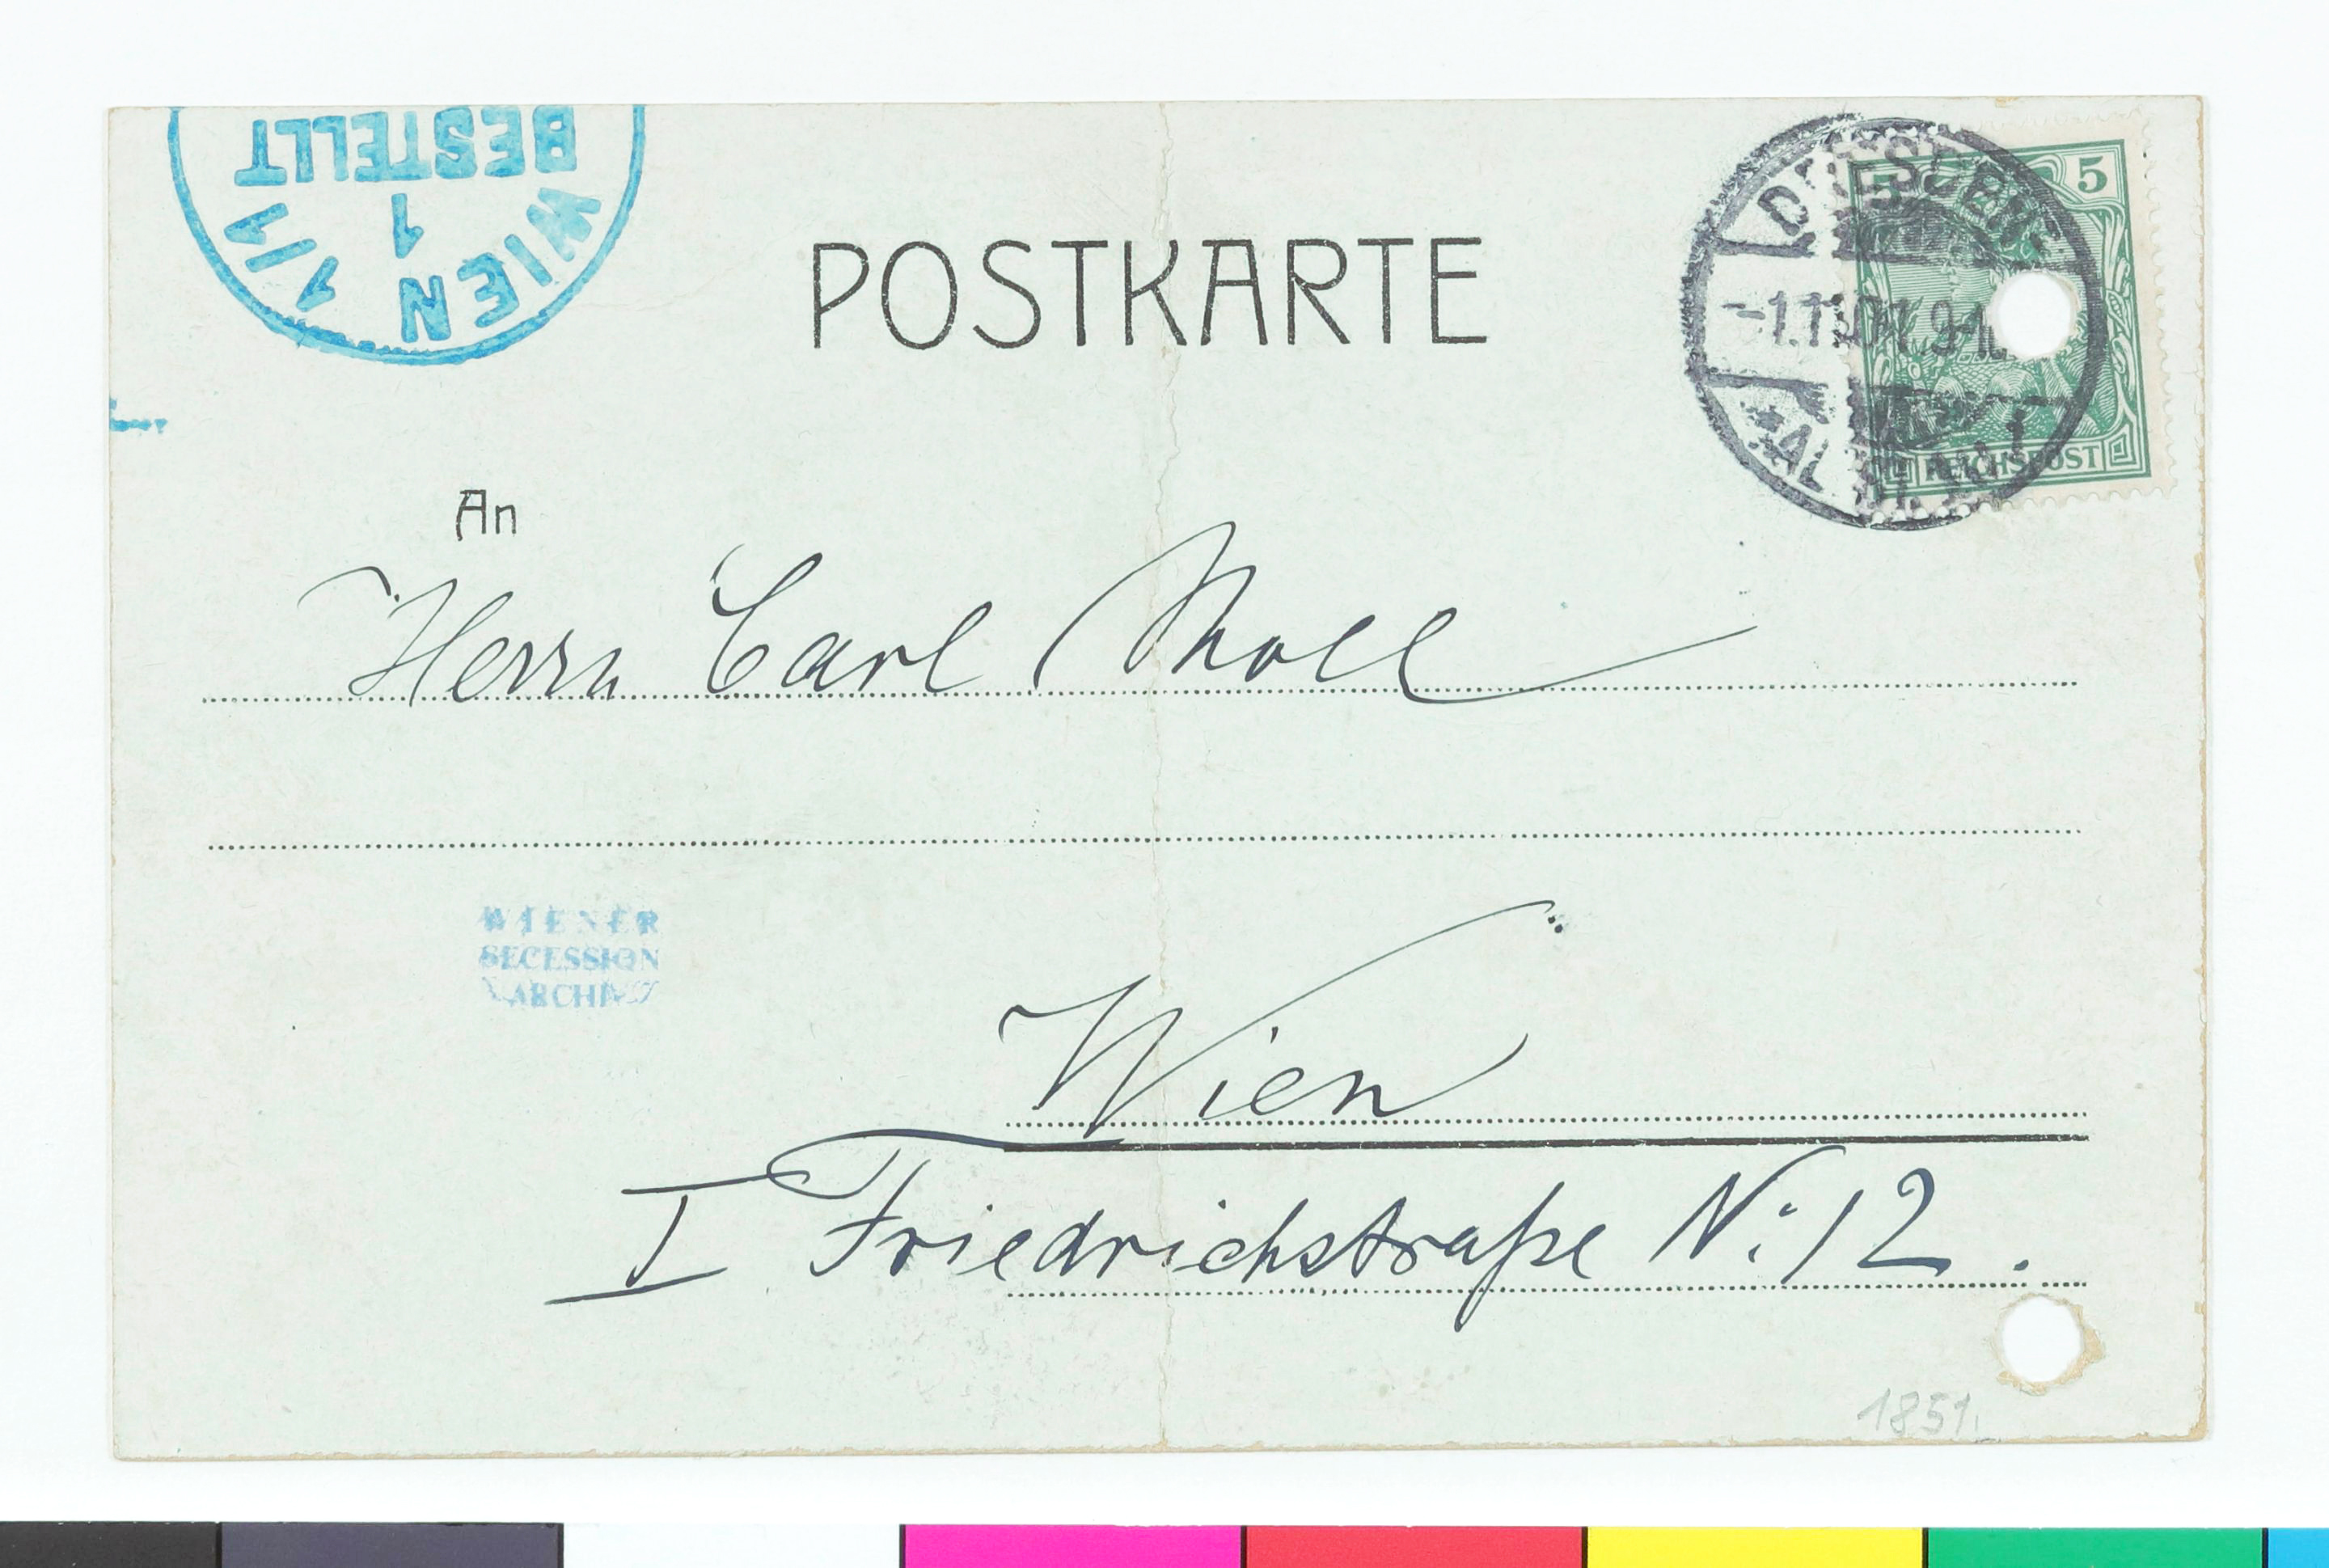 BESTELLT
1
WIEN 1/1
POSTKARTE
DRESDEN
5
REICHSPOST
An
Herrn Carl Moll
WIENER
SECESSION
ARCHIV
Wien
I Friedrichstraße N: 12.
1851.